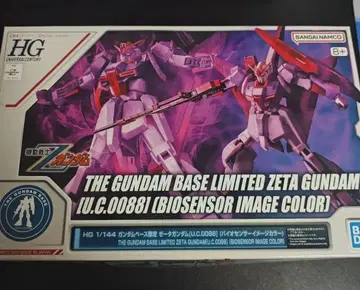 HG
UNIVERSAL CENTURY
BANDAI NAMCO
8+
機動戦士
Zガンダム
THE GUNDAM BASE LIMITED ZETA GUNDAM
[U.C.0088] [BIOSENSOR IMAGE COLOR]
THE GUNDAM BASE
HG 1/144 ガンダムベース限定 ゼータガンダム[U.C.0088] [バイオセンサーイメージカラー]
THE GUNDAM BASE LIMITED ZETA GUNDAM[U.C.0088] [BIOSENSOR IMAGE COLOR]